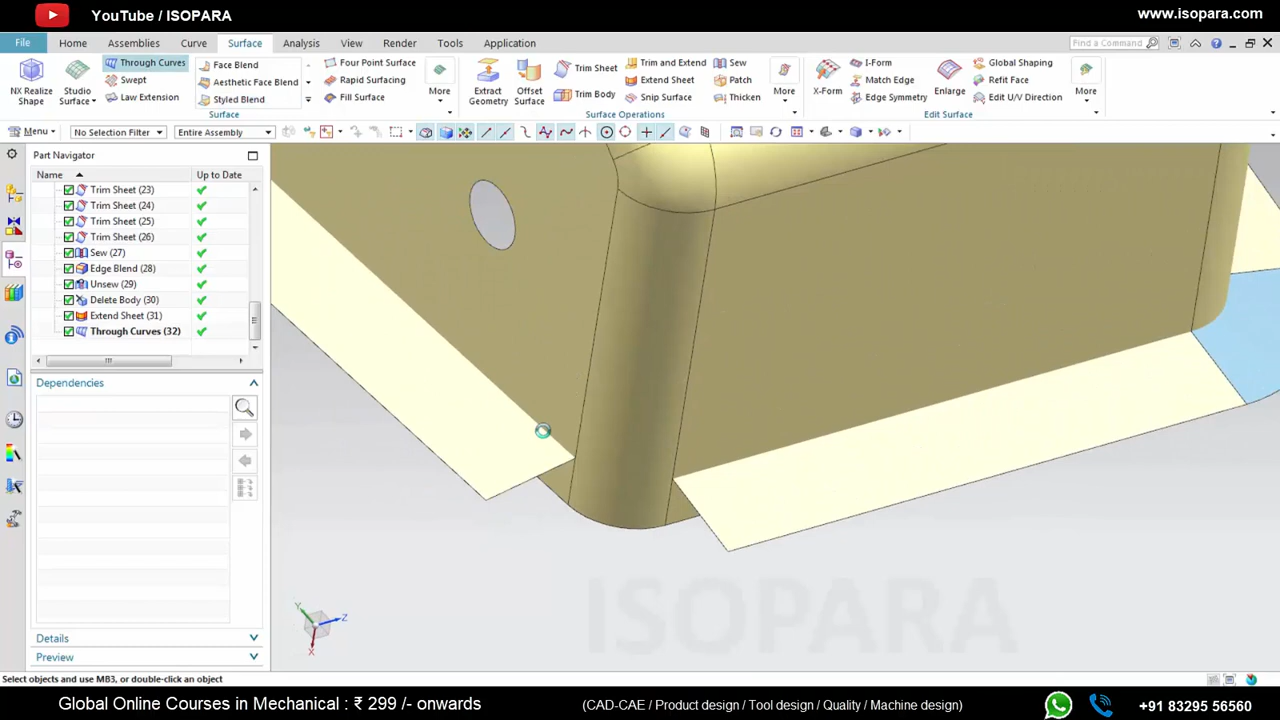 YouTube / ISOPARA
www.isopara.com
File Home Assemblies Curve Surface Analysis View Render Tools Application Find a Command
Through Curves Face Blend Four Point Surface Trim Sheet Trim and Extend Sew I-Form Global Shaping
Swept Aesthetic Face Blend Rapid Surfacing Extend Sheet Patch Match Edge Refit Face
NX Realize Shape Studio Surface Law Extension Styled Blend Fill Surface More Extract Geometry Offset Surface Trim Body Snip Surface Thicken More X-Form Edge Symmetry Enlarge Edit U/V Direction More
Surface Surface Operations Edit Surface
Menu No Selection Filter Entire Assembly
Part Navigator
Name Up to Date
Trim Sheet (23)
Trim Sheet (24)
Trim Sheet (25)
Trim Sheet (26)
Sew (27)
Edge Blend (28)
Unsew (29)
Delete Body (30)
Extend Sheet (31)
Through Curves (32)
Dependencies
Details
Preview
Y Z X
ISOPARA
Select objects and use MB3, or double-click an object
Global Online Courses in Mechanical : ₹ 299 /- onwards (CAD-CAE / Product design / Tool design / Quality / Machine design) +91 83295 56560